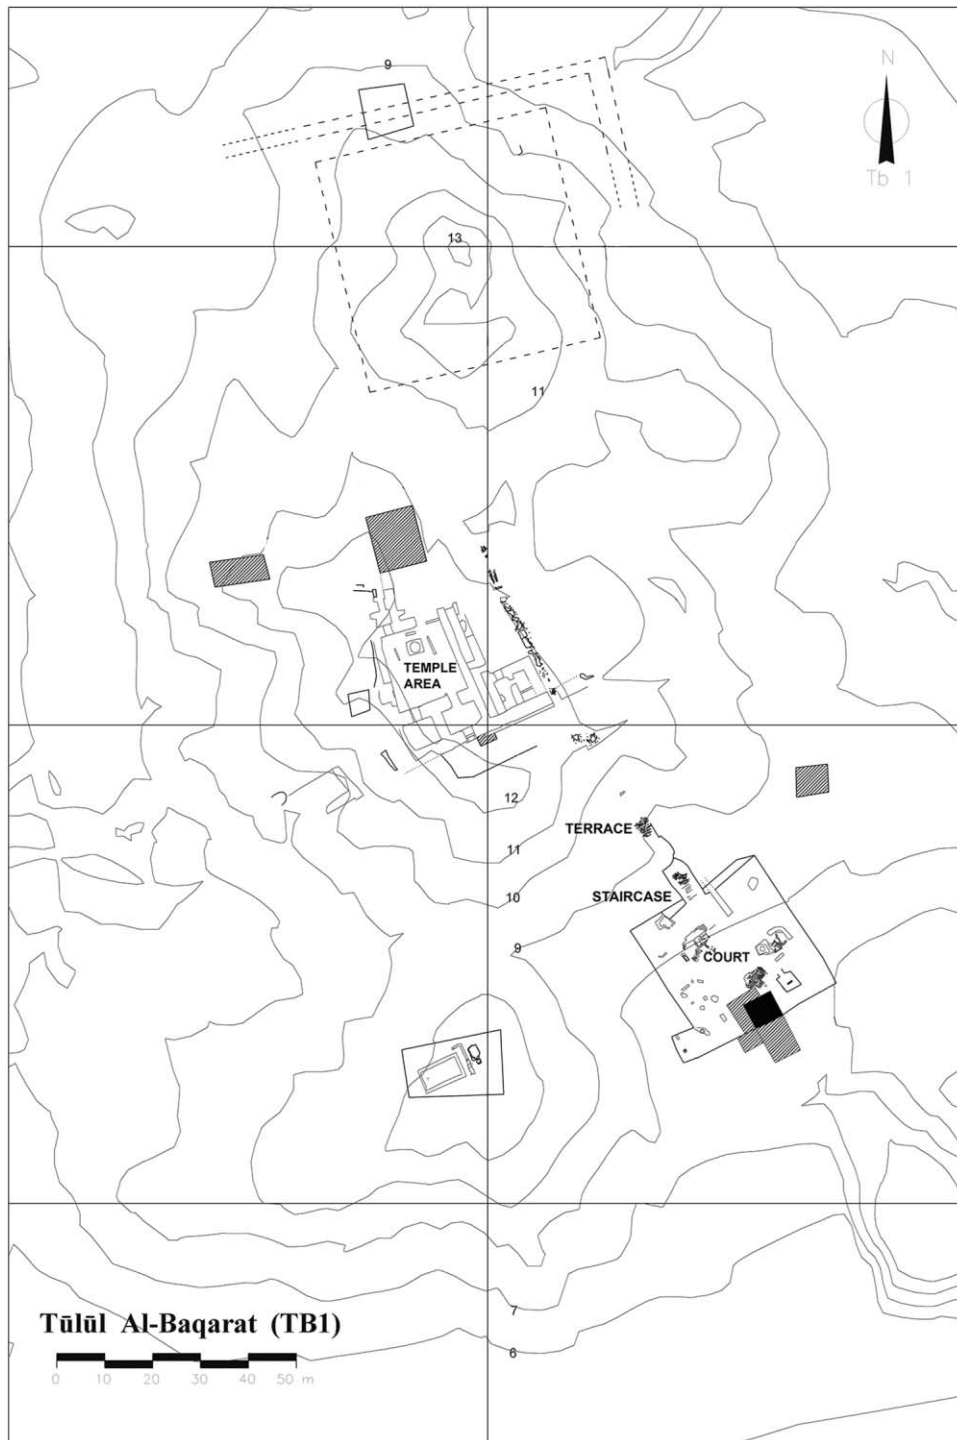 9
N
Tb 1
13
11
TEMPLE
AREA
12
TERRACE
11
STAIRCASE
10
9
COURT
7
Tūlūl Al-Baqarat (TB1)
6
0 10 20 30 40 50 m